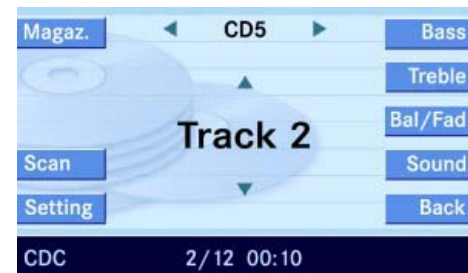 Magaz.
CD5
Bass
Treble
Track 2
Bal/Fad
Scan
Sound
Setting
Back
CDC 2/12 00:10